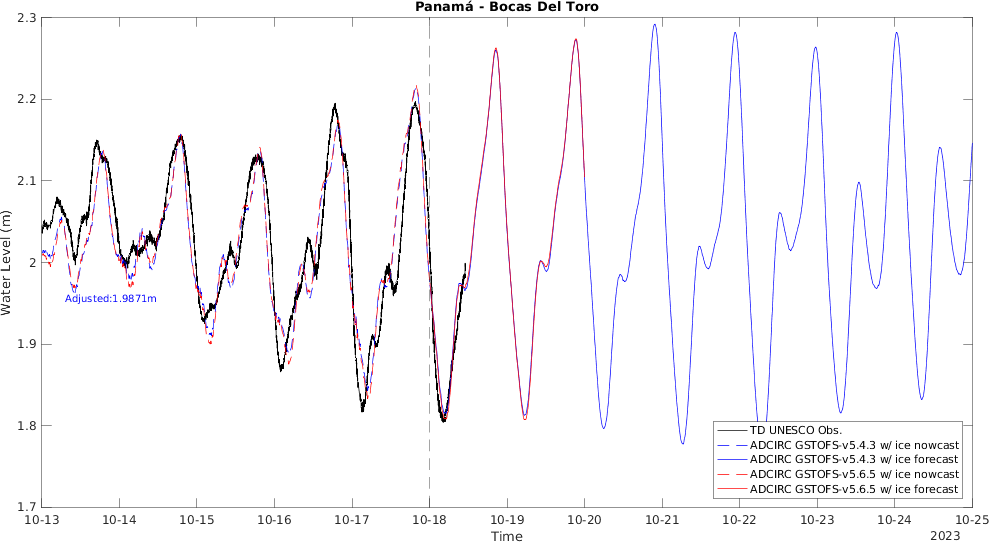 Panamá - Bocas Del Toro
2.3
2.2
2.1
2
1.9
1.8
1.7
Water Level (m)
Adjusted:1.9871m
TD UNESCO Obs.
ADCIRC GSTOFS-v5.4.3 w/ ice nowcast
ADCIRC GSTOFS-v5.4.3 w/ ice forecast
ADCIRC GSTOFS-v5.6.5 w/ ice nowcast
ADCIRC GSTOFS-v5.6.5 w/ ice forecast
10-13 10-14 10-15 10-16 10-17 10-18 10-19 10-20 10-21 10-22 10-23 10-24 10-25
Time
2023